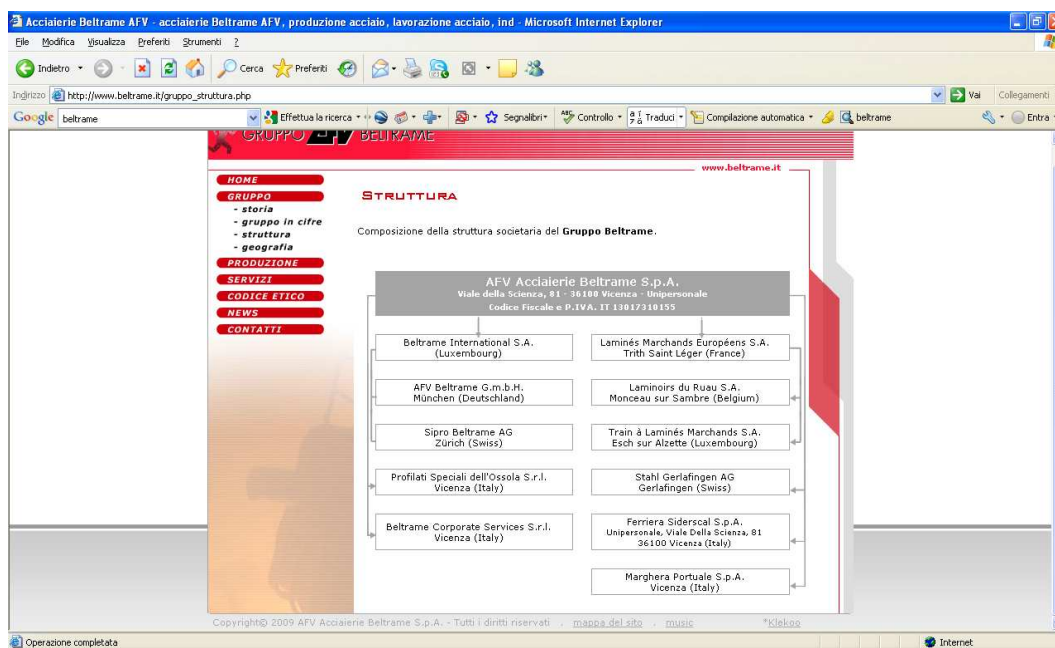 Acciaierie Beltrame AFV - acciaierie Beltrame AFV, produzione acciaio, lavorazione acciaio, ind - Microsoft Internet Explorer
File Modifica Visualizza Preferiti Strumenti ?
Indietro Cerca Preferiti
Indirizzo http://www.beltrame.it/gruppo_struttura.php Vai Collegamenti
Google beltrame Effettua la ricerca Segnalibri Controllo Traduci Compilazione automatica beltrame Entra
GRUPPO AFV BELTRAME
www.beltrame.it
HOME
GRUPPO
- storia
- gruppo in cifre
- struttura
- geografia
PRODUZIONE
SERVIZI
CODICE ETICO
NEWS
CONTATTI
STRUTTURA
Composizione della struttura societaria del Gruppo Beltrame.
AFV Acciaierie Beltrame S.p.A.
Viale della Scienza, 81 - 36100 Vicenza - Unipersonale
Codice Fiscale e P.IVA. IT 13017310155
Beltrame International S.A.
(Luxembourg)
AFV Beltrame G.m.b.H.
München (Deutschland)
Sipro Beltrame AG
Zürich (Swiss)
Profilati Speciali dell'Ossola S.r.l.
Vicenza (Italy)
Beltrame Corporate Services S.r.l.
Vicenza (Italy)
Laminés Marchands Européens S.A.
Trith Saint Léger (France)
Laminoirs du Ruau S.A.
Monceau sur Sambre (Belgium)
Train à Laminés Marchands S.A.
Esch sur Alzette (Luxembourg)
Stahl Gerlafingen AG
Gerlafingen (Swiss)
Ferriera Siderscal S.p.A.
Unipersonale, Viale Della Scienza, 81
36100 Vicenza (Italy)
Marghera Portuale S.p.A.
Vicenza (Italy)
Copyright© 2009 AFV Acciaierie Beltrame S.p.A. - Tutti i diritti riservati . mappa del sito . music *Klekoo
Operazione completata Internet